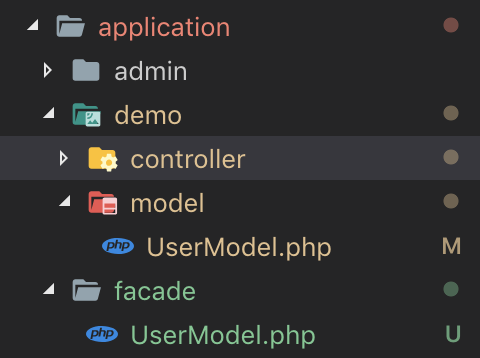 application
admin
demo
controller
model
php UserModel.php M
facade
php UserModel.php U